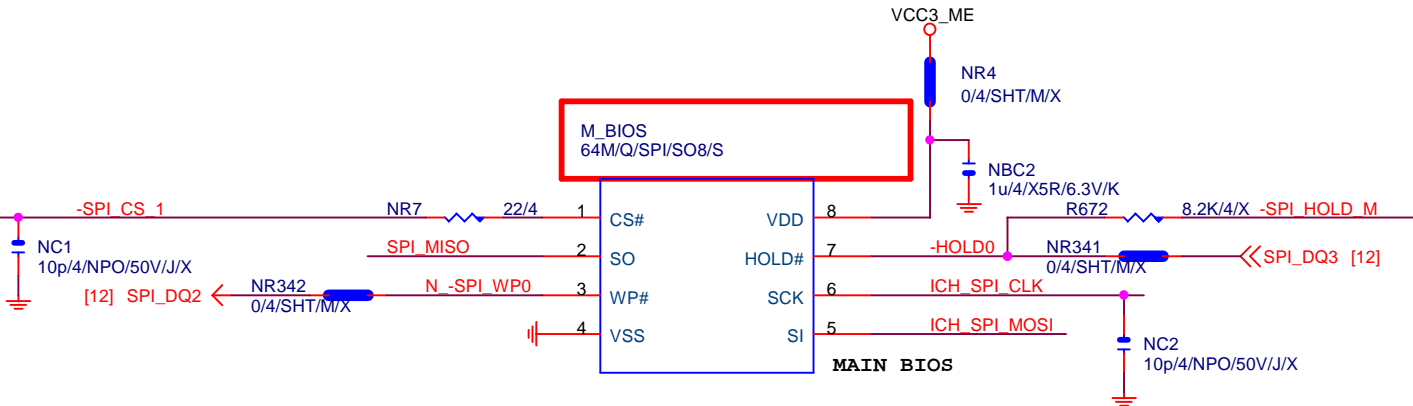 VCC3_ME
NR4
0/4/SHT/M/X
M_BIOS
64M/Q/SPI/SO8/S
NBC2
1u/4/X5R/6.3V/K
-SPI_CS_1
NR7
22/4
1
CS#
VDD
8
R672
8.2K/4/X
-SPI_HOLD_M
NC1
10p/4/NPO/50V/J/X
SPI_MISO
2
SO
HOLD#
7
-HOLD0
NR341
0/4/SHT/M/X
SPI_DQ3 [12]
[12] SPI_DQ2
NR342
0/4/SHT/M/X
N_-SPI_WP0
3
WP#
SCK
6
ICH_SPI_CLK
4
VSS
SI
5
ICH_SPI_MOSI
NC2
10p/4/NPO/50V/J/X
MAIN BIOS